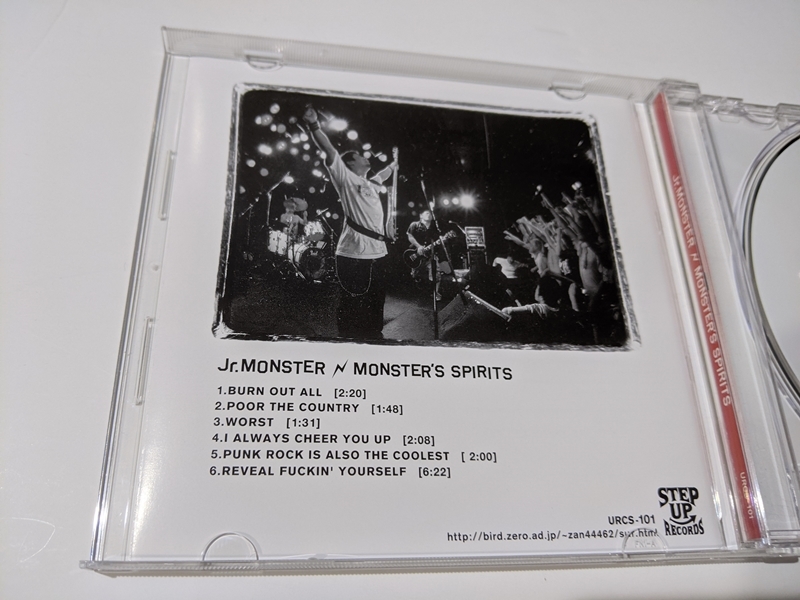 Jr.MONSTER MONSTER'S SPIRITS
1.BURN OUT ALL [2:20]
2.POOR THE COUNTRY [1:48]
3.WORST [1:31]
4.I ALWAYS CHEER YOU UP [2:08]
5.PUNK ROCK IS ALSO THE COOLEST [ 2:00]
6.REVEAL FUCKIN' YOURSELF [6:22]
URCS-101
http://bird.zero.ad.jp/~zan44462/sur.html
STEP
UP
RECORDS
Jr.MONSTER MONSTER'S SPIRITS
URCS-101